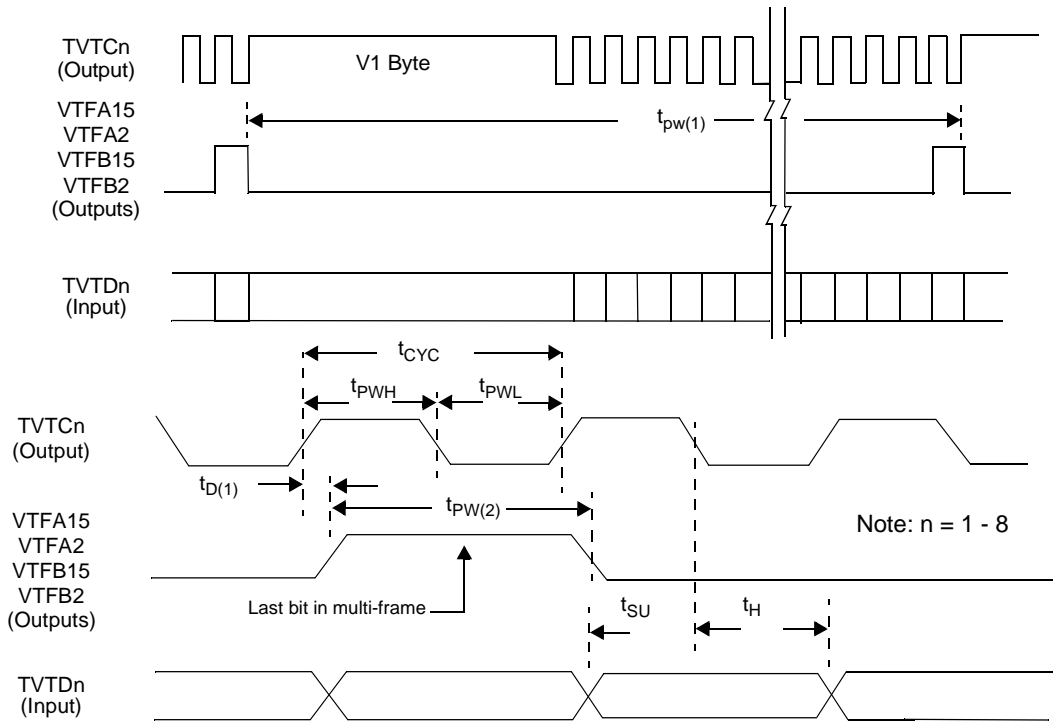 TVTCn
(Output)
V1 Byte
VTFA15
VTFA2
VTFB15
VTFB2
(Outputs)
tpw(1)
TVTDn
(Input)
tCYC
tPWH
tPWL
TVTCn
(Output)
tD(1)
tPW(2)
VTFA15
VTFA2
VTFB15
VTFB2
(Outputs)
Note: n = 1 - 8
Last bit in multi-frame
tSU
tH
TVTDn
(Input)